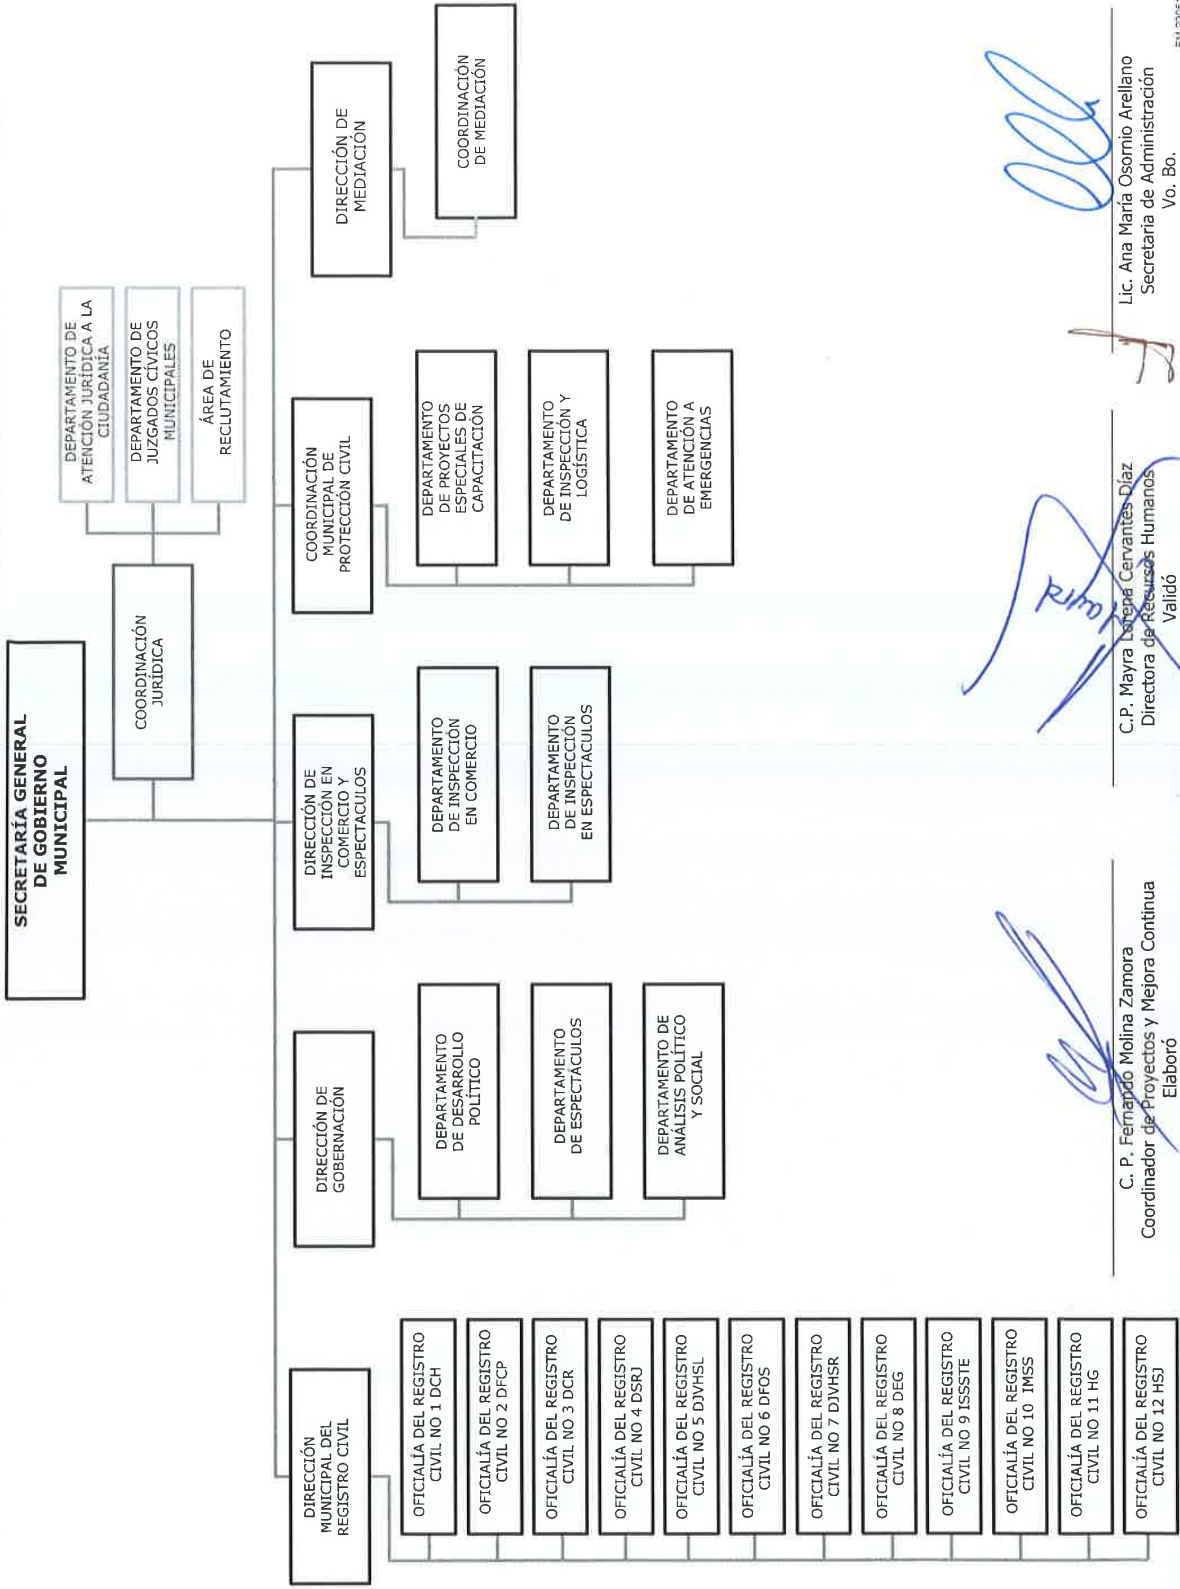 SECRETARÍA GENERAL
DE GOBIERNO
MUNICIPAL
COORDINACIÓN
JURÍDICA
DEPARTAMENTO DE
ATENCIÓN JURÍDICA A LA
CIUDADANÍA
DEPARTAMENTO DE
JUZGADOS CÍVICOS
MUNICIPALES
ÁREA DE
RECLUTAMIENTO
DIRECCIÓN
MUNICIPAL DEL
REGISTRO CIVIL
OFICIALÍA DEL REGISTRO
CIVIL NO 1 DCH
OFICIALÍA DEL REGISTRO
CIVIL NO 2 DFCP
OFICIALÍA DEL REGISTRO
CIVIL NO 3 DCR
OFICIALÍA DEL REGISTRO
CIVIL NO 4 DSRJ
OFICIALÍA DEL REGISTRO
CIVIL NO 5 DJVHSL
OFICIALÍA DEL REGISTRO
CIVIL NO 6 DFOS
OFICIALÍA DEL REGISTRO
CIVIL NO 7 DJVHSR
OFICIALÍA DEL REGISTRO
CIVIL NO 8 DEG
OFICIALÍA DEL REGISTRO
CIVIL NO 9 ISSSTE
OFICIALÍA DEL REGISTRO
CIVIL NO 10 IMSS
OFICIALÍA DEL REGISTRO
CIVIL NO 11 HG
OFICIALÍA DEL REGISTRO
CIVIL NO 12 HSJ
DIRECCIÓN DE
GOBERNACIÓN
DEPARTAMENTO
DE DESARROLLO
POLÍTICO
DEPARTAMENTO
DE ESPECTÁCULOS
DEPARTAMENTO DE
ANÁLISIS POLÍTICO
Y SOCIAL
DIRECCIÓN DE
INSPECCIÓN EN
COMERCIO Y
ESPECTACULOS
DEPARTAMENTO
DE INSPECCIÓN
EN COMERCIO
DEPARTAMENTO
DE INSPECCIÓN
EN ESPECTACULOS
COORDINACIÓN
MUNICIPAL DE
PROTECCIÓN CIVIL
DEPARTAMENTO
DE PROYECTOS
ESPECIALES DE
CAPACITACIÓN
DEPARTAMENTO
DE INSPECCIÓN Y
LOGÍSTICA
DEPARTAMENTO
DE ATENCIÓN A
EMERGENCIAS
DIRECCIÓN DE
MEDIACIÓN
COORDINACIÓN
DE MEDIACIÓN
C. P. Fernando Molina Zamora
Coordinador de Proyectos y Mejora Continua
Elaboró
Mayra
C.P. Mayra Lorena Cervantes Díaz
Directora de Recursos Humanos
Validó
Lic. Ana María Osornio Arellano
Secretaria de Administración
Vo. Bo.